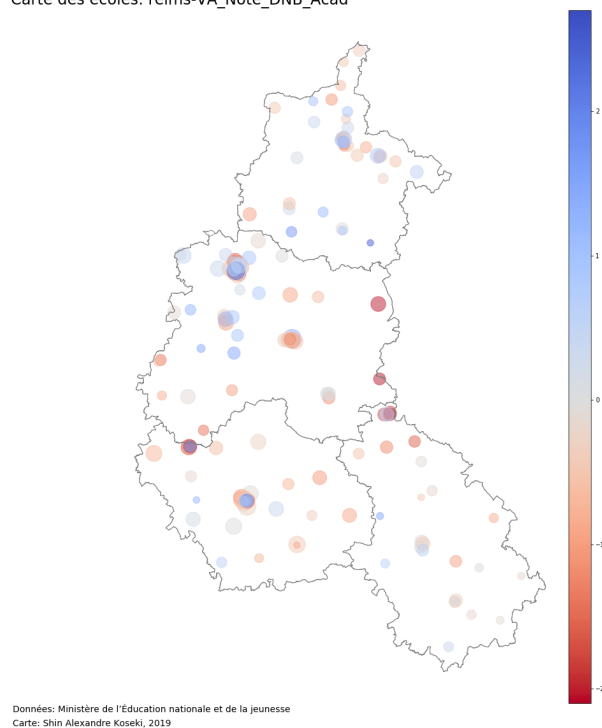 Carte des écoles: reims-VA_Note_DNB_Acad
2
1
0
Données: Ministère de l'Éducation nationale et de la jeunesse
Carte: Shin Alexandre Koseki, 2019